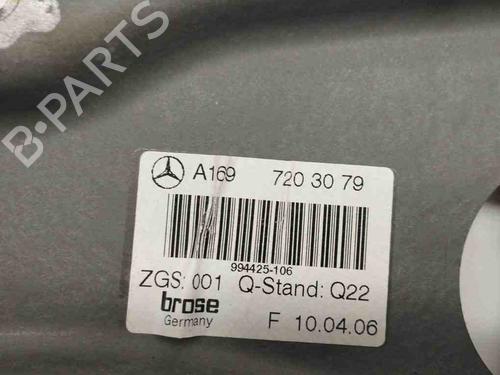 B-PARTS
A169 720 30 79
994425-106
ZGS: 001 Q-Stand: Q22
brose
Germany F 10.04.06